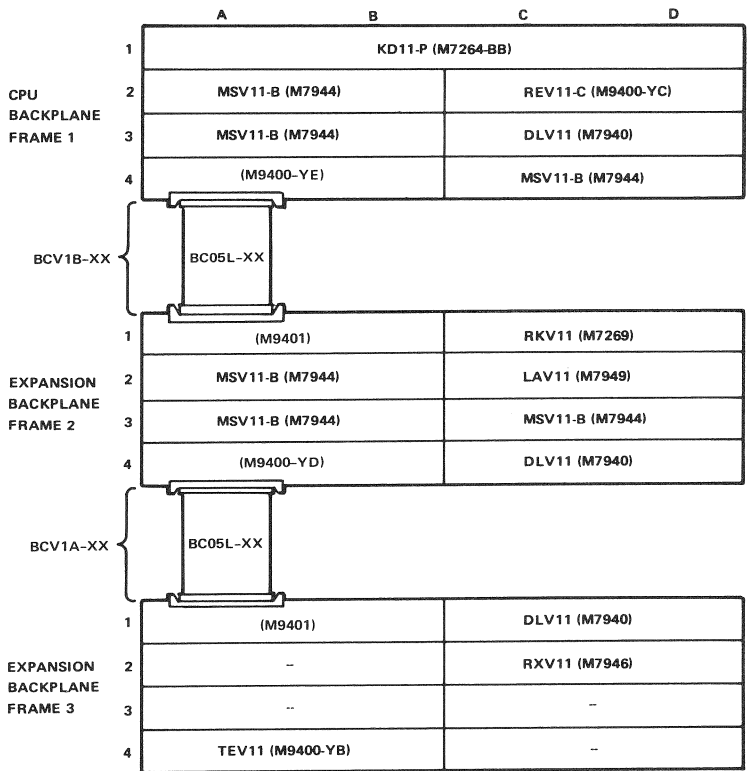 A B C D
1 KD11-P (M7264-BB)
CPU BACKPLANE FRAME 1
2 MSV11-B (M7944) REV11-C (M9400-YC)
3 MSV11-B (M7944) DLV11 (M7940)
4 (M9400-YE) MSV11-B (M7944)
BCV1B-XX BC05L-XX
1 (M9401) RKV11 (M7269)
EXPANSION BACKPLANE FRAME 2
2 MSV11-B (M7944) LAV11 (M7949)
3 MSV11-B (M7944) MSV11-B (M7944)
4 (M9400-YD) DLV11 (M7940)
BCV1A-XX BC05L-XX
1 (M9401) DLV11 (M7940)
EXPANSION BACKPLANE FRAME 3
2 -- RXV11 (M7946)
3 -- --
4 TEV11 (M9400-YB) --